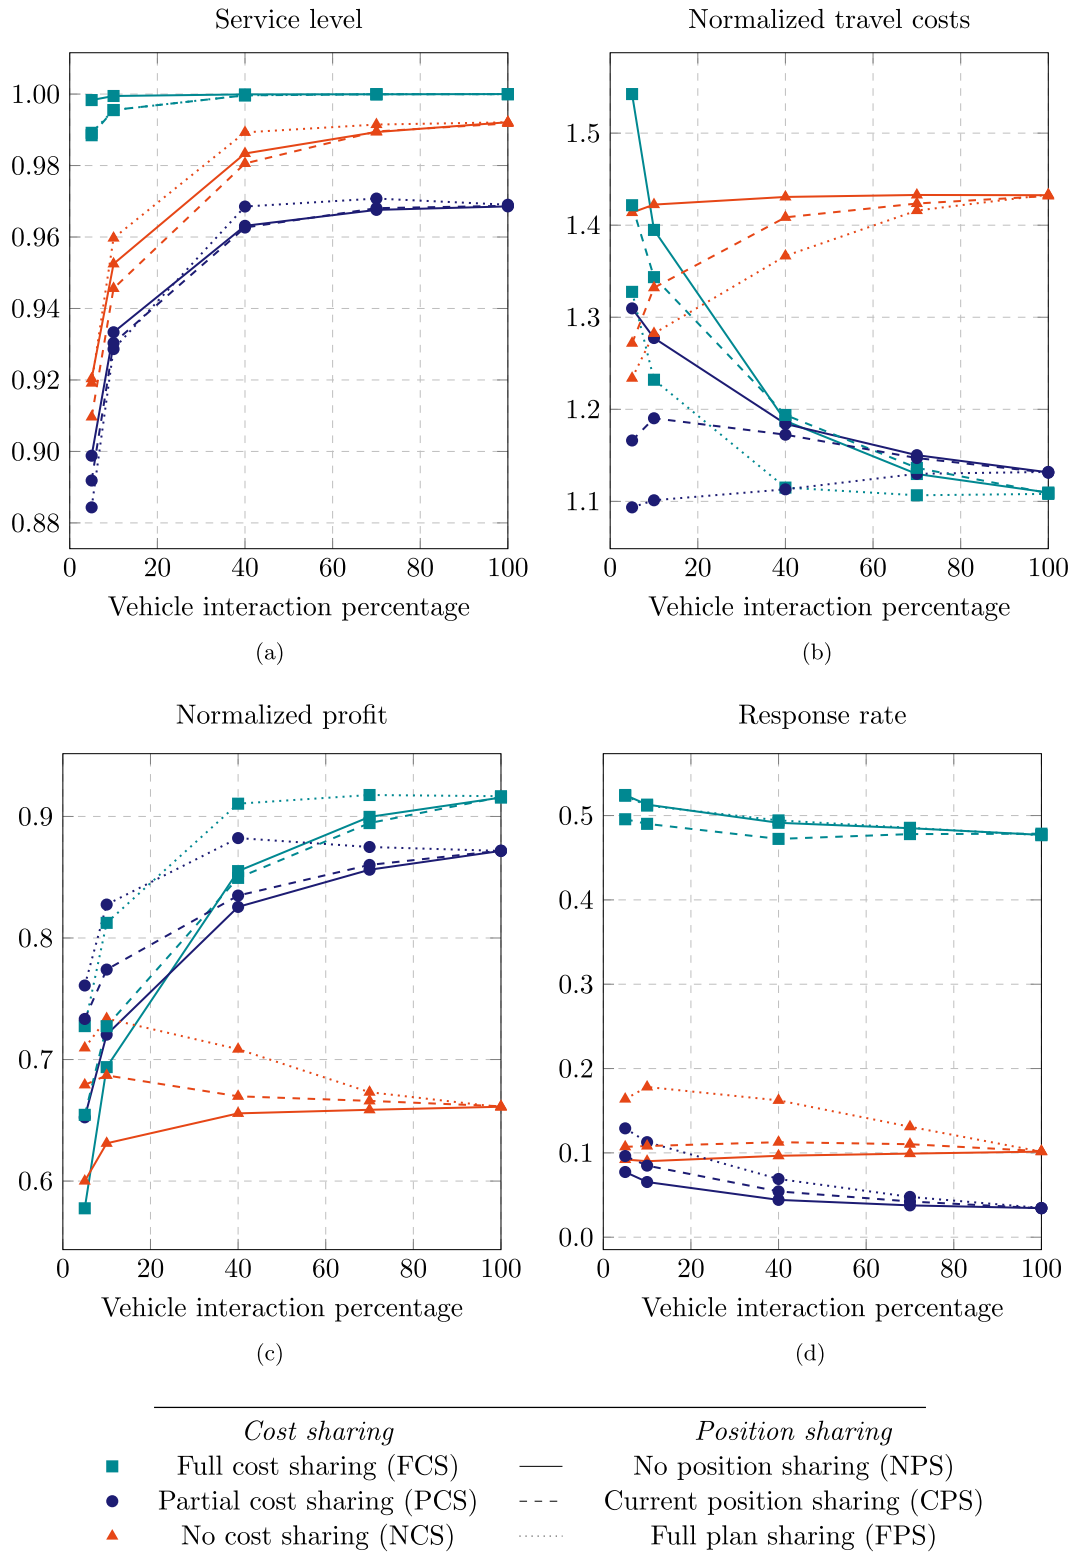 Service level
1.00
0.98
0.96
0.94
0.92
0.90
0.88
0 20 40 60 80 100
Vehicle interaction percentage
(a)
Normalized travel costs
1.5
1.4
1.3
1.2
1.1
0 20 40 60 80 100
Vehicle interaction percentage
(b)
Normalized profit
0.9
0.8
0.7
0.6
0 20 40 60 80 100
Vehicle interaction percentage
(c)
Response rate
0.5
0.4
0.3
0.2
0.1
0.0
0 20 40 60 80 100
Vehicle interaction percentage
(d)
Cost sharing Position sharing
Full cost sharing (FCS) No position sharing (NPS)
Partial cost sharing (PCS) Current position sharing (CPS)
No cost sharing (NCS) Full plan sharing (FPS)